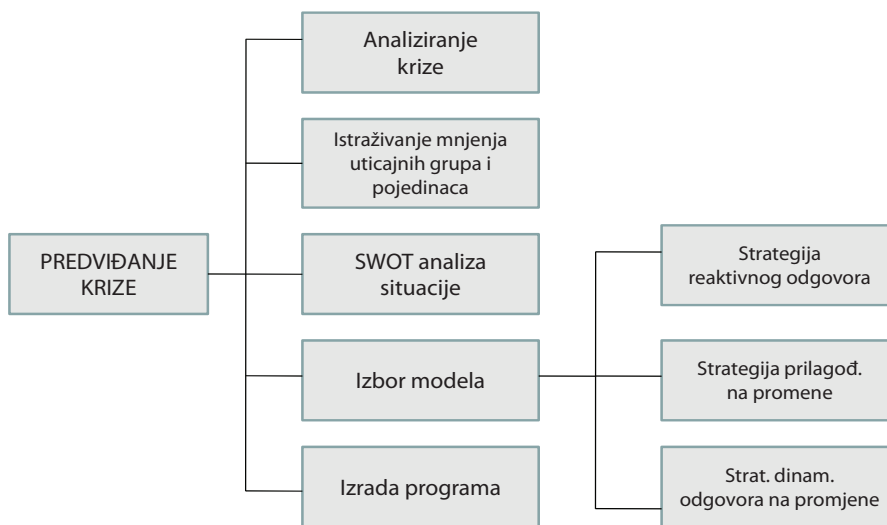 Analiziranje
krize
Istraživanje mnjenja
uticajnih grupa i
pojedinaca
PREDVIĐANJE
KRIZE
SWOT analiza
situacije
Izbor modela
Izrada programa
Strategija
reaktivnog odgovora
Strategija prilagođ.
na promene
Strat. dinam.
odgovora na promjene